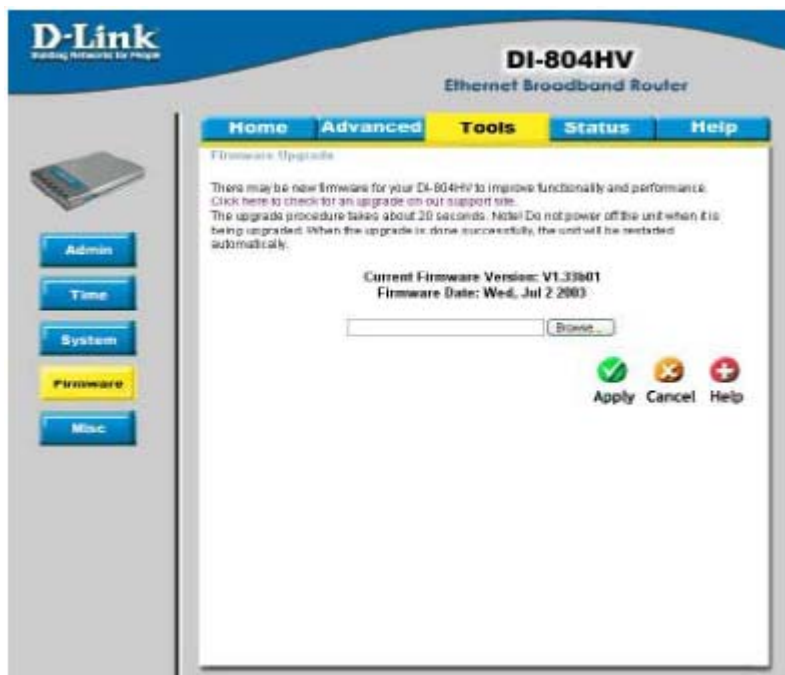 D-Link
Building Networks for People
DI-804HV
Ethernet Broadband Router
Home
Advanced
Tools
Status
Help
Firmware Upgrade
There may be new firmware for your DI-804HV to improve functionality and performance.
Click here to check for an upgrade on our support site.
The upgrade procedure takes about 20 seconds. Note! Do not power off the unit when it is
being upgraded. When the upgrade is done successfully, the unit will be restarted
automatically.
Current Firmware Version: V1.33b01
Firmware Date: Wed, Jul 2 2003
Browse...
Apply
Cancel
Help
Admin
Time
System
Firmware
Misc